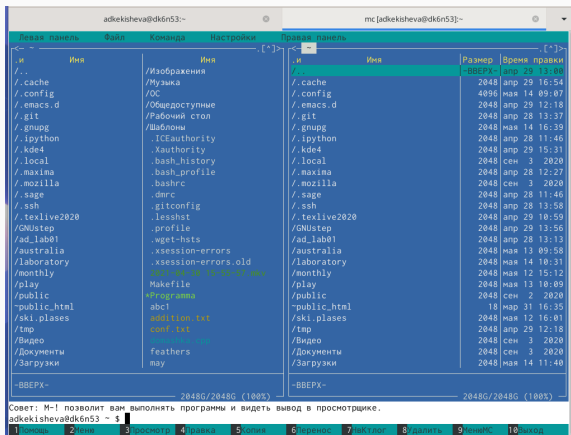 adkekisheva@dk6n53:~ mc [adkekisheva@dk6n53]:~
Левая панель Файл Команда Настройки Правая панель
<— ~ .[^]> <— ~ .[^]>
.и Имя Имя .и Имя Размер Время правки
/.. /Изображения /.. -ВВЕРХ- апр 29 13:00
/.cache /Музыка /.cache 2048 апр 29 16:54
/.config /ОС /.config 4096 мая 14 09:07
/.emacs.d /Общедоступные /.emacs.d 2048 апр 29 12:18
/.git /Рабочий стол /.git 2048 апр 28 13:37
/.gnupg /Шаблоны /.gnupg 2048 мая 14 16:39
/.ipython .ICEauthority /.ipython 2048 апр 28 11:46
/.kde4 .Xauthority /.kde4 2048 апр 29 15:31
/.local .bash_history /.local 2048 сен 3 2020
/.maxima .bash_profile /.maxima 2048 апр 28 12:27
/.mozilla .bashrc /.mozilla 2048 сен 3 2020
/.sage .dmrc /.sage 2048 апр 28 11:46
/.ssh .gitconfig /.ssh 2048 апр 28 13:58
/.texlive2020 .lesshst /.texlive2020 2048 апр 29 10:59
/GNUstep .profile /GNUstep 2048 апр 29 13:56
/ad_lab01 .wget-hsts /ad_lab01 2048 апр 28 13:13
/australia .xsession-errors /australia 2048 мая 13 09:58
/laboratory .xsession-errors.old /laboratory 2048 мая 14 10:31
/monthly /monthly 2048 мая 12 15:12
/play Makefile /play 2048 мая 13 10:09
/public *Programma /public 2048 сен 2 2020
~public_html abc1 ~public_html 18 мар 31 16:35
/ski.plases addition.txt /ski.plases 2048 мая 12 16:01
/tmp conf.txt /tmp 2048 апр 29 12:18
/Видео /Видео 2048 сен 3 2020
/Документы feathers /Документы 2048 сен 3 2020
/Загрузки may /Загрузки 2048 мая 14 11:40
-ВВЕРХ- -ВВЕРХ-
2048G/2048G (100%) 2048G/2048G (100%)
Совет: M-! позволит вам выполнять программы и видеть вывод в просмотрщике.
adkekisheva@dk6n53 ~ $
1Помощь 2Меню 3Просмотр 4Правка 5Копия 6Перенос 7НвКтлог 8Удалить 9МенюМС 10Выход